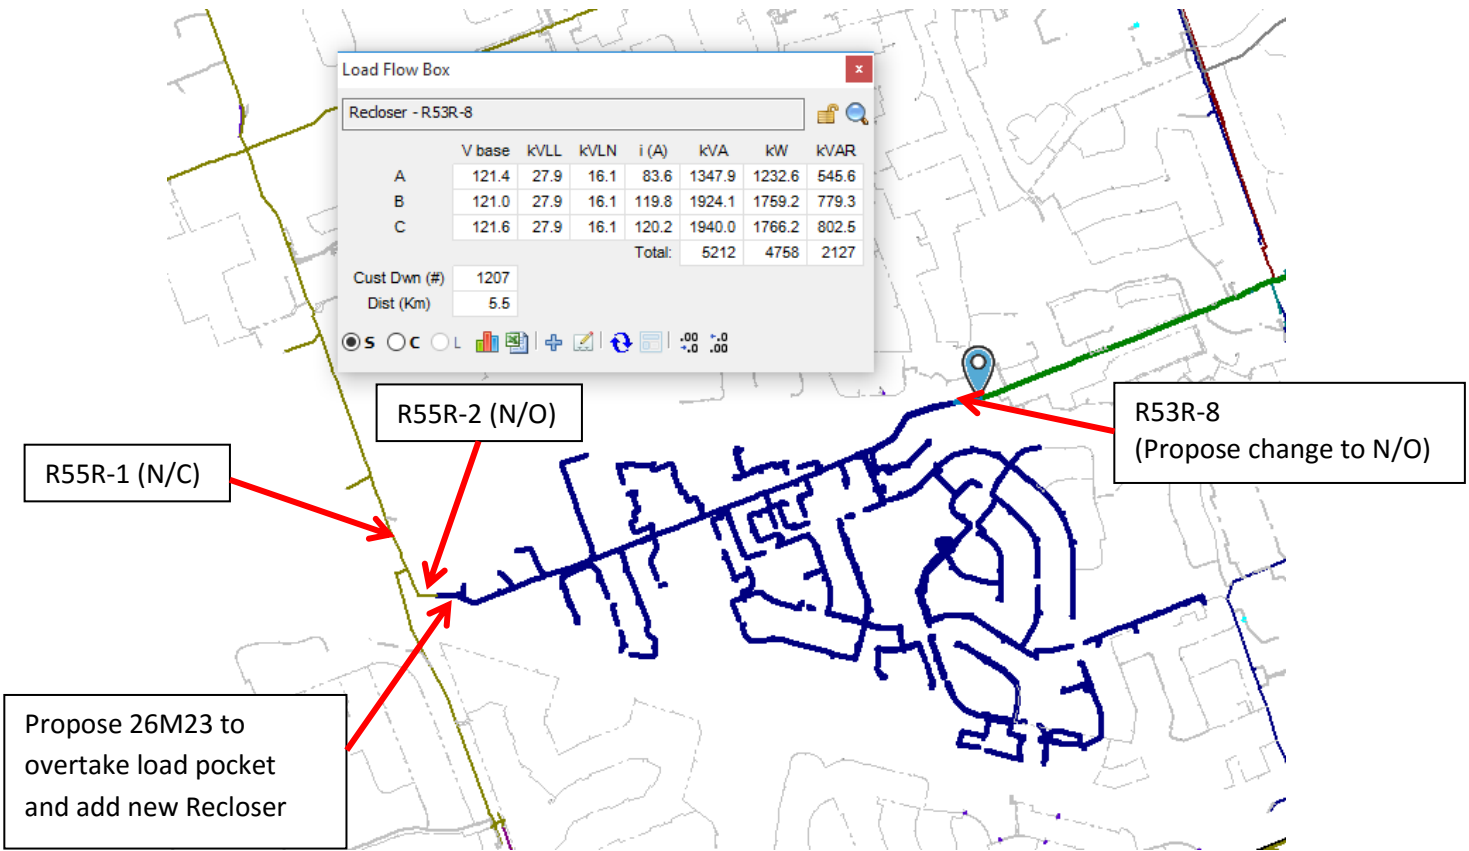 Load Flow Box
x
Recloser - R53R-8
V base kVLL kVLN i (A) kVA kW kVAR
A 121.4 27.9 16.1 83.6 1347.9 1232.6 545.6
B 121.0 27.9 16.1 119.8 1924.1 1759.2 779.3
C 121.6 27.9 16.1 120.2 1940.0 1766.2 802.5
Total: 5212 4758 2127
Cust Dwn (#) 1207
Dist (Km) 5.5
S C L .00 .0 .0 .00
R55R-2 (N/O)
R53R-8
(Propose change to N/O)
R55R-1 (N/C)
Propose 26M23 to
overtake load pocket
and add new Recloser